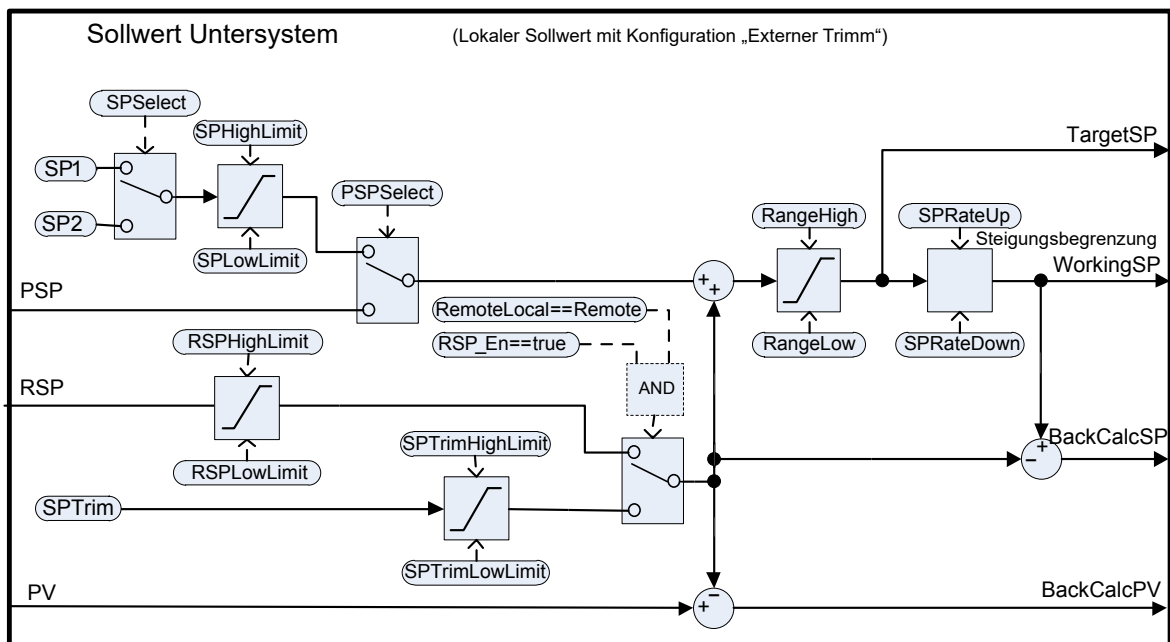 Sollwert Untersystem
(Lokaler Sollwert mit Konfiguration „Externer Trimm“)
SPSelect
SPHighLimit
SP1
SP2
SPLowLimit
PSPSelect
PSP
RangeHigh
SPRateUp
TargetSP
Steigungsbegrenzung
WorkingSP
+
+
RangeLow
SPRateDown
RemoteLocal==Remote
RSP_En==true
AND
RSPHighLimit
RSP
RSPLowLimit
SPTrimHighLimit
SPTrim
SPTrimLowLimit
+
-
BackCalcSP
PV
-
+
BackCalcPV